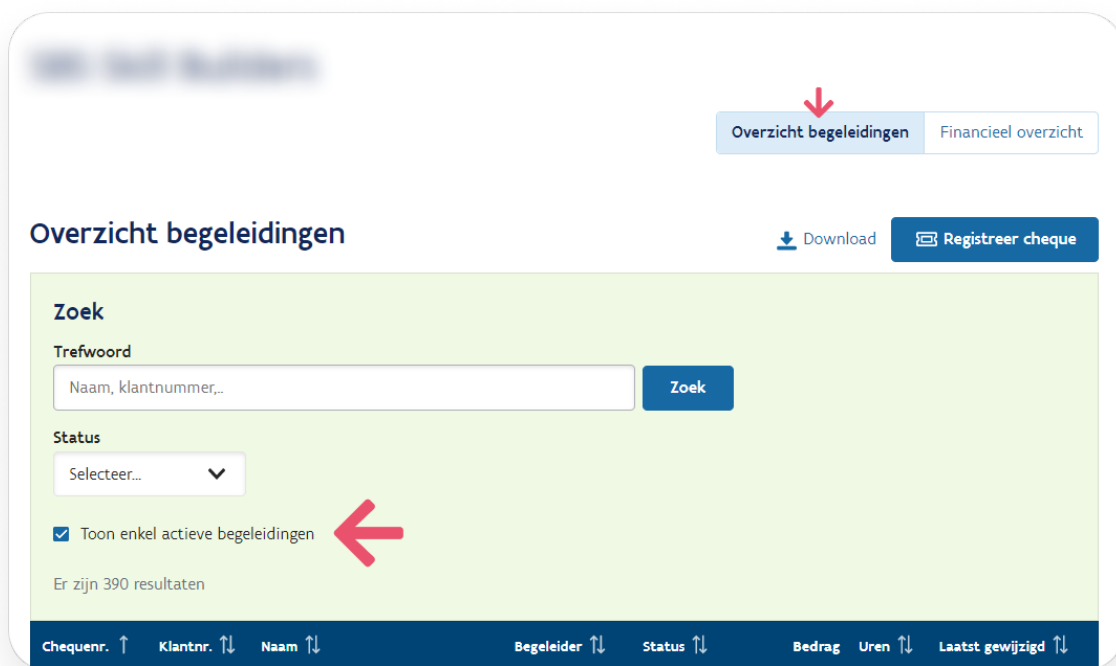 Overzicht begeleidingen Financieel overzicht
Overzicht begeleidingen
Download Registreer cheque
Zoek
Trefwoord
Naam, klantnummer,.. Zoek
Status
Selecteer...
Toon enkel actieve begeleidingen
Er zijn 390 resultaten
Chequenr. Klantnr. Naam Begeleider Status Bedrag Uren Laatst gewijzigd